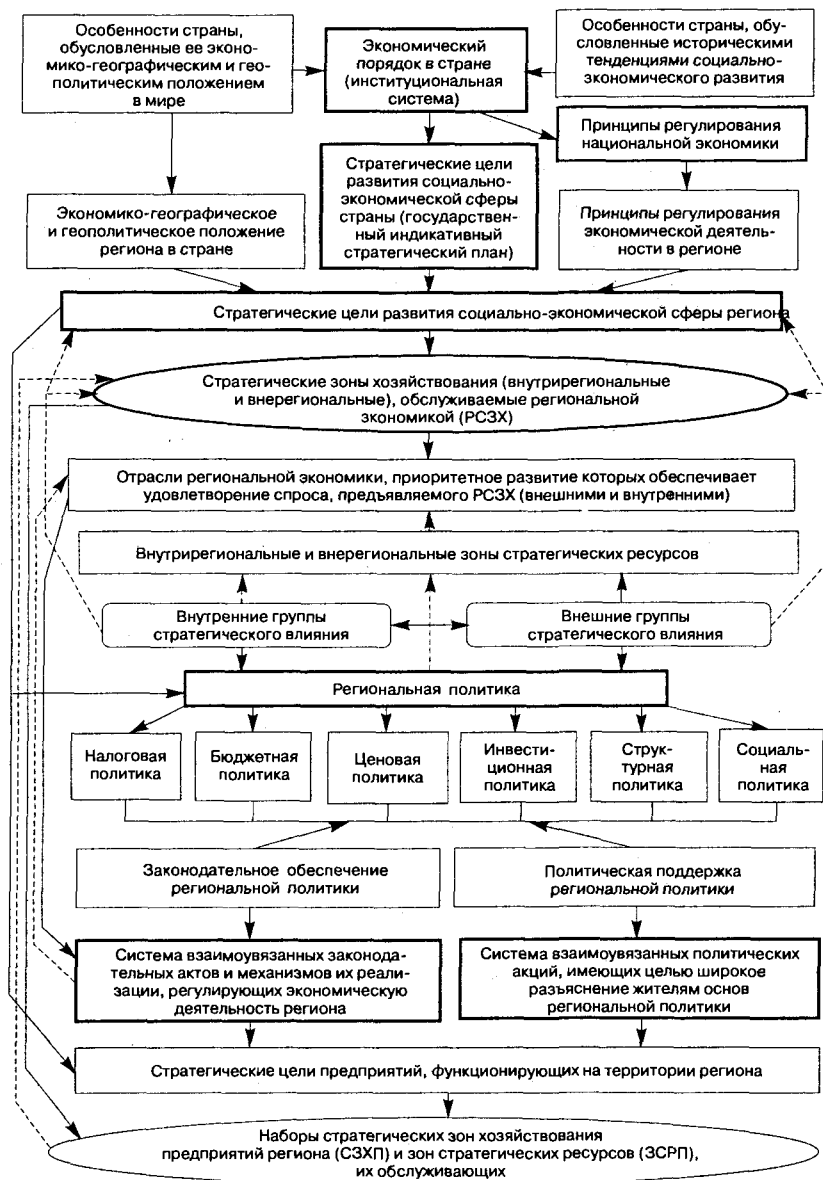 Особенности страны,
обусловленные ее эконо-
мико-географическим и гео-
политическим положением
в мире
Экономический
порядок в стране
(институциональная
система)
Особенности страны, обу-
словленные историческими
тенденциями социально-
экономического развития
Принципы регулирования
национальной экономики
Стратегические цели
развития социально-
экономической сферы
страны (государствен-
ный индикативный
стратегический план)
Экономико-географическое
и геополитическое положение
региона в стране
Принципы регулирования
экономической деятель-
ности в регионе
Стратегические цели развития социально-экономической сферы региона
Стратегические зоны хозяйствования (внутрирегиональные
и внерегиональные), обслуживаемые региональной
экономикой (РСЗХ)
Отрасли региональной экономики, приоритетное развитие которых обеспечивает
удовлетворение спроса, предъявляемого РСЗХ (внешними и внутренними)
Внутрирегиональные и внерегиональные зоны стратегических ресурсов
Внутренние группы
стратегического влияния
Внешние группы
стратегического влияния
Региональная политика
Налоговая
политика
Бюджетная
политика
Ценовая
политика
Инвести-
ционная
политика
Струк-
турная
политика
Социаль-
ная
политика
Законодательное обеспечение
региональной политики
Политическая поддержка
региональной политики
Система взаимоувязанных законода-
тельных актов и механизмов их реали-
зации, регулирующих экономическую
деятельность региона
Система взаимоувязанных политических
акций, имеющих целью широкое
разъяснение жителям основ
региональной политики
Стратегические цели предприятий, функционирующих на территории региона
Наборы стратегических зон хозяйствования
предприятий региона (СЗХП) и зон стратегических ресурсов (ЗСРП),
их обслуживающих